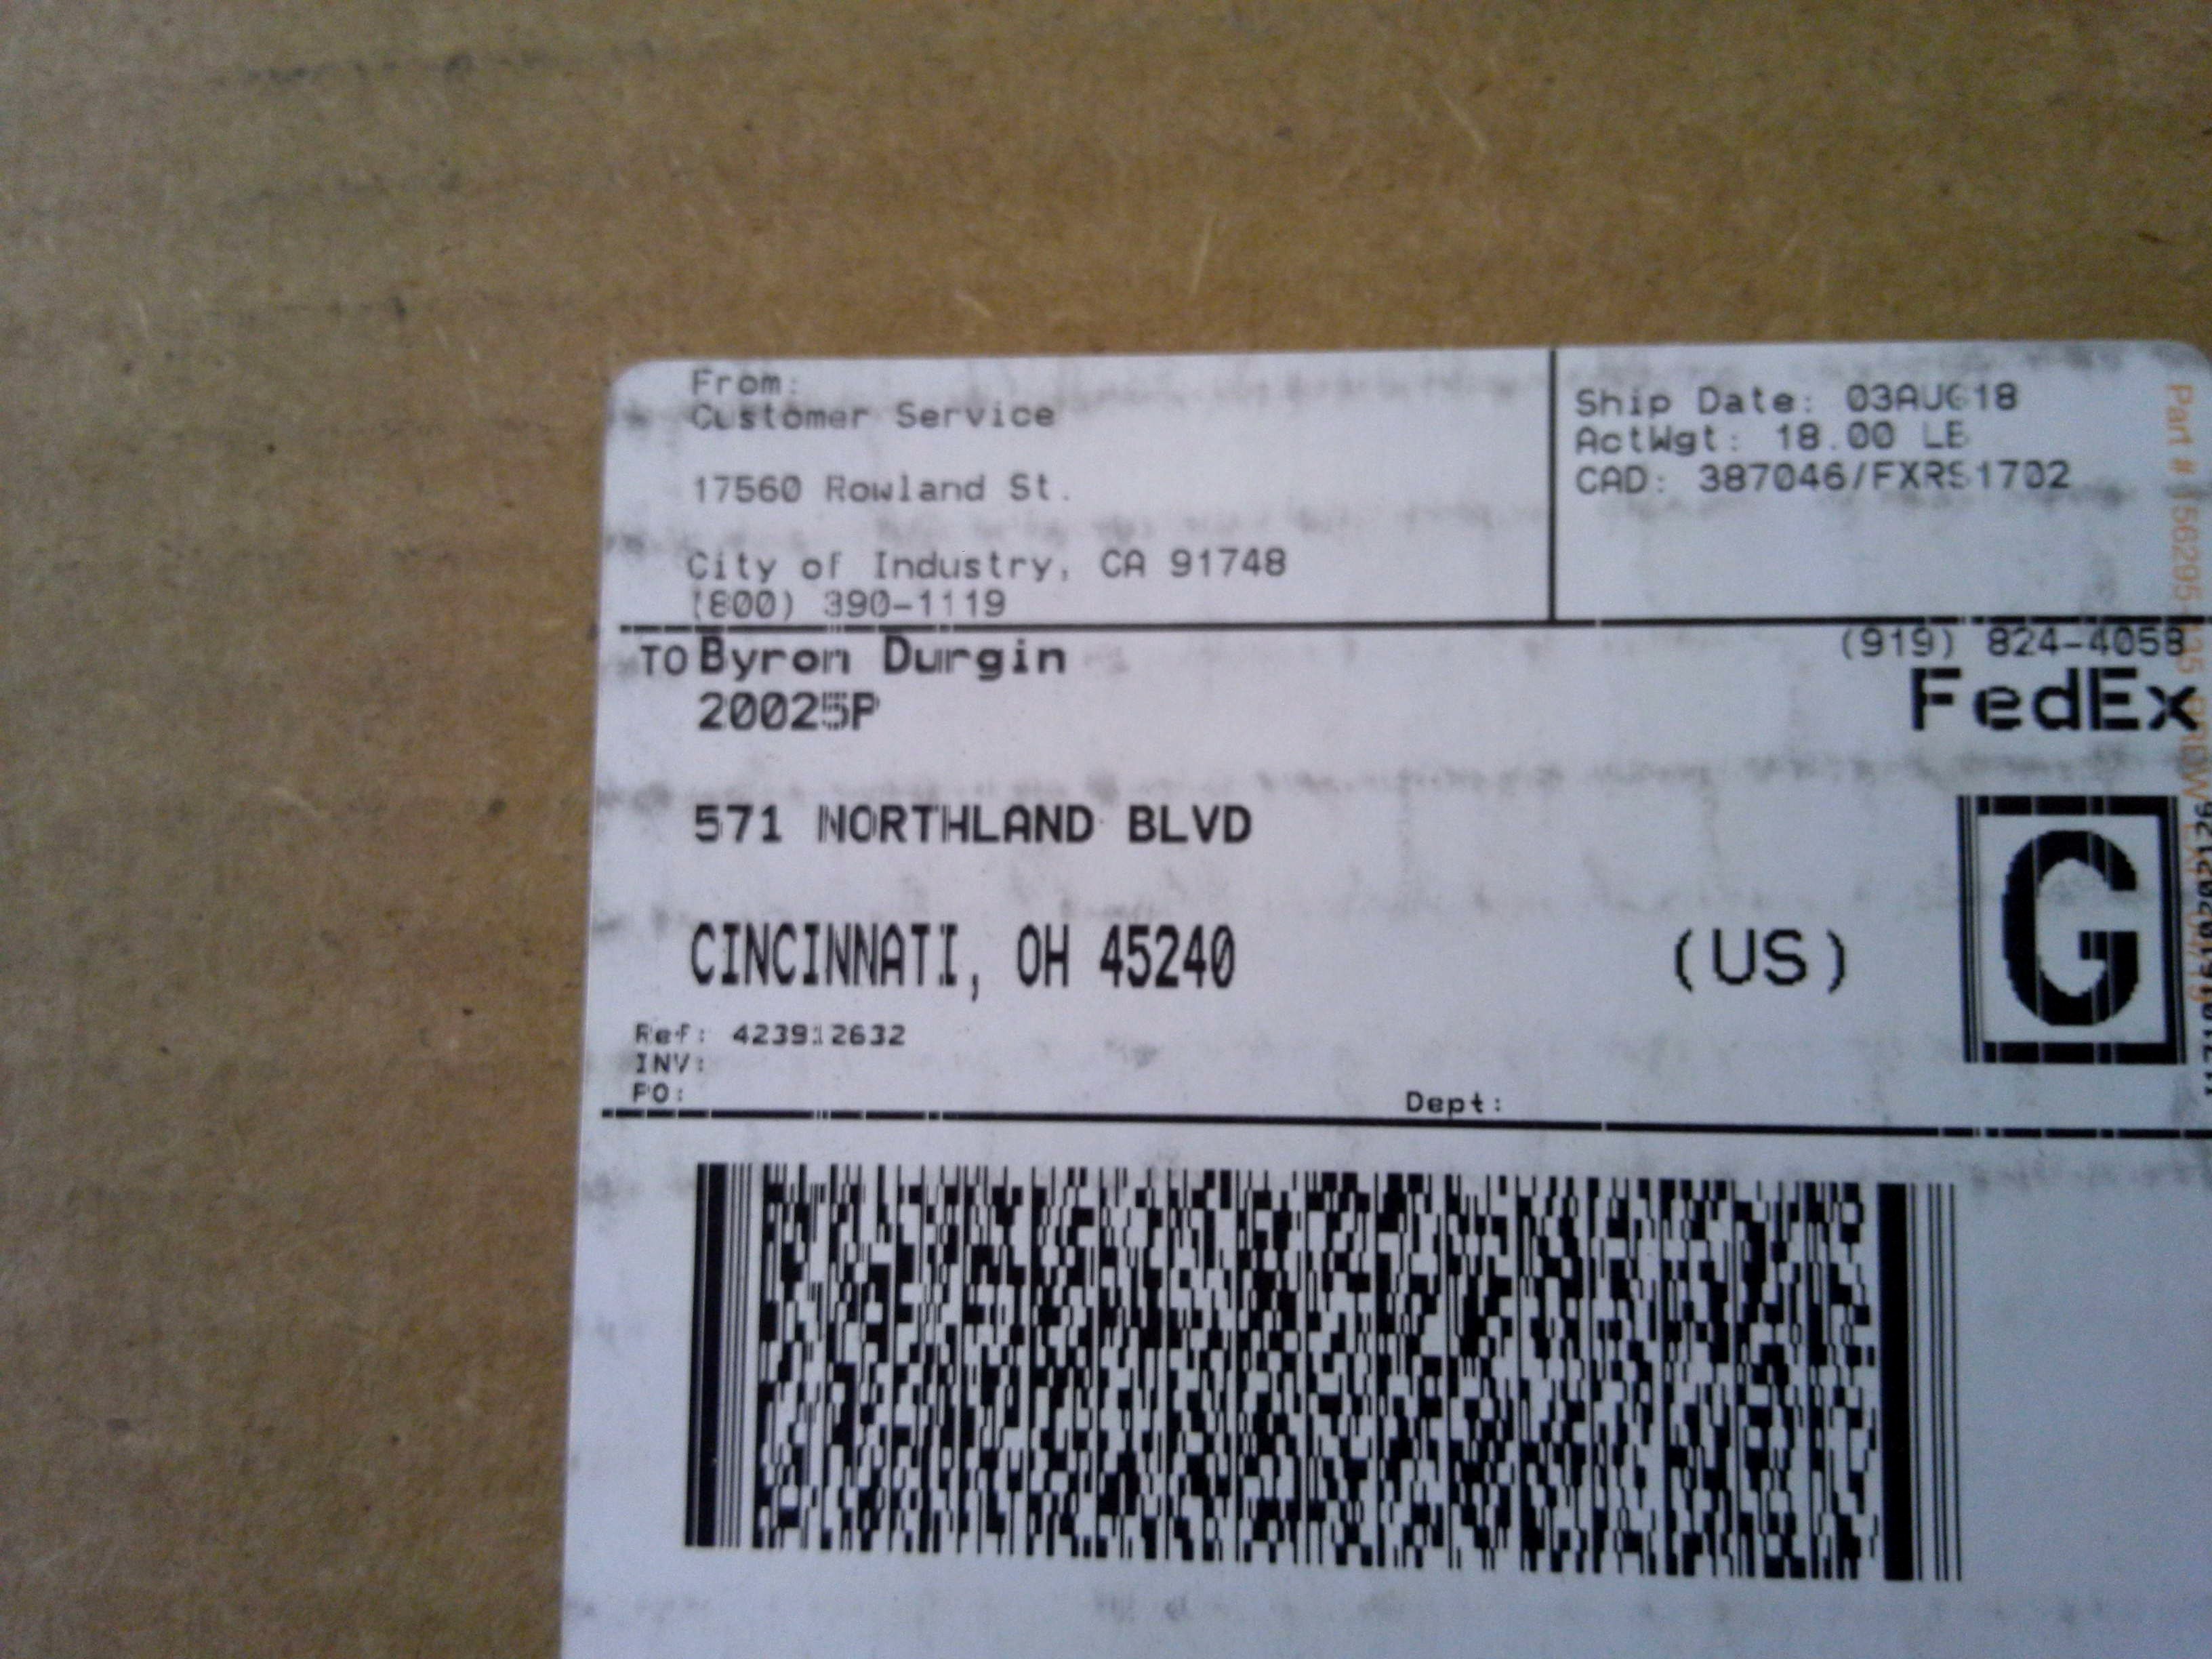 From:
Customer Service
17560 Rowland St.
City of Industry, CA 91748
(800) 390-1119
Ship Date: 03AUG18
ActWgt: 18.00 LB
CAD: 387046/FXRS1702
TO Byron Durgin
20025P
(919) 824-4058
FedEx
571 NORTHLAND BLVD
CINCINNATI, OH 45240
(US)
G
Ref: 423912632
INV:
PO:
Dept:
Part #